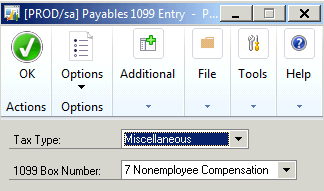 [PROD/sa] Payables 1099 Entry - P...
OK Options Additional File Tools Help
Actions Options
Tax Type: Miscellaneous
1099 Box Number: 7 Nonemployee Compensation